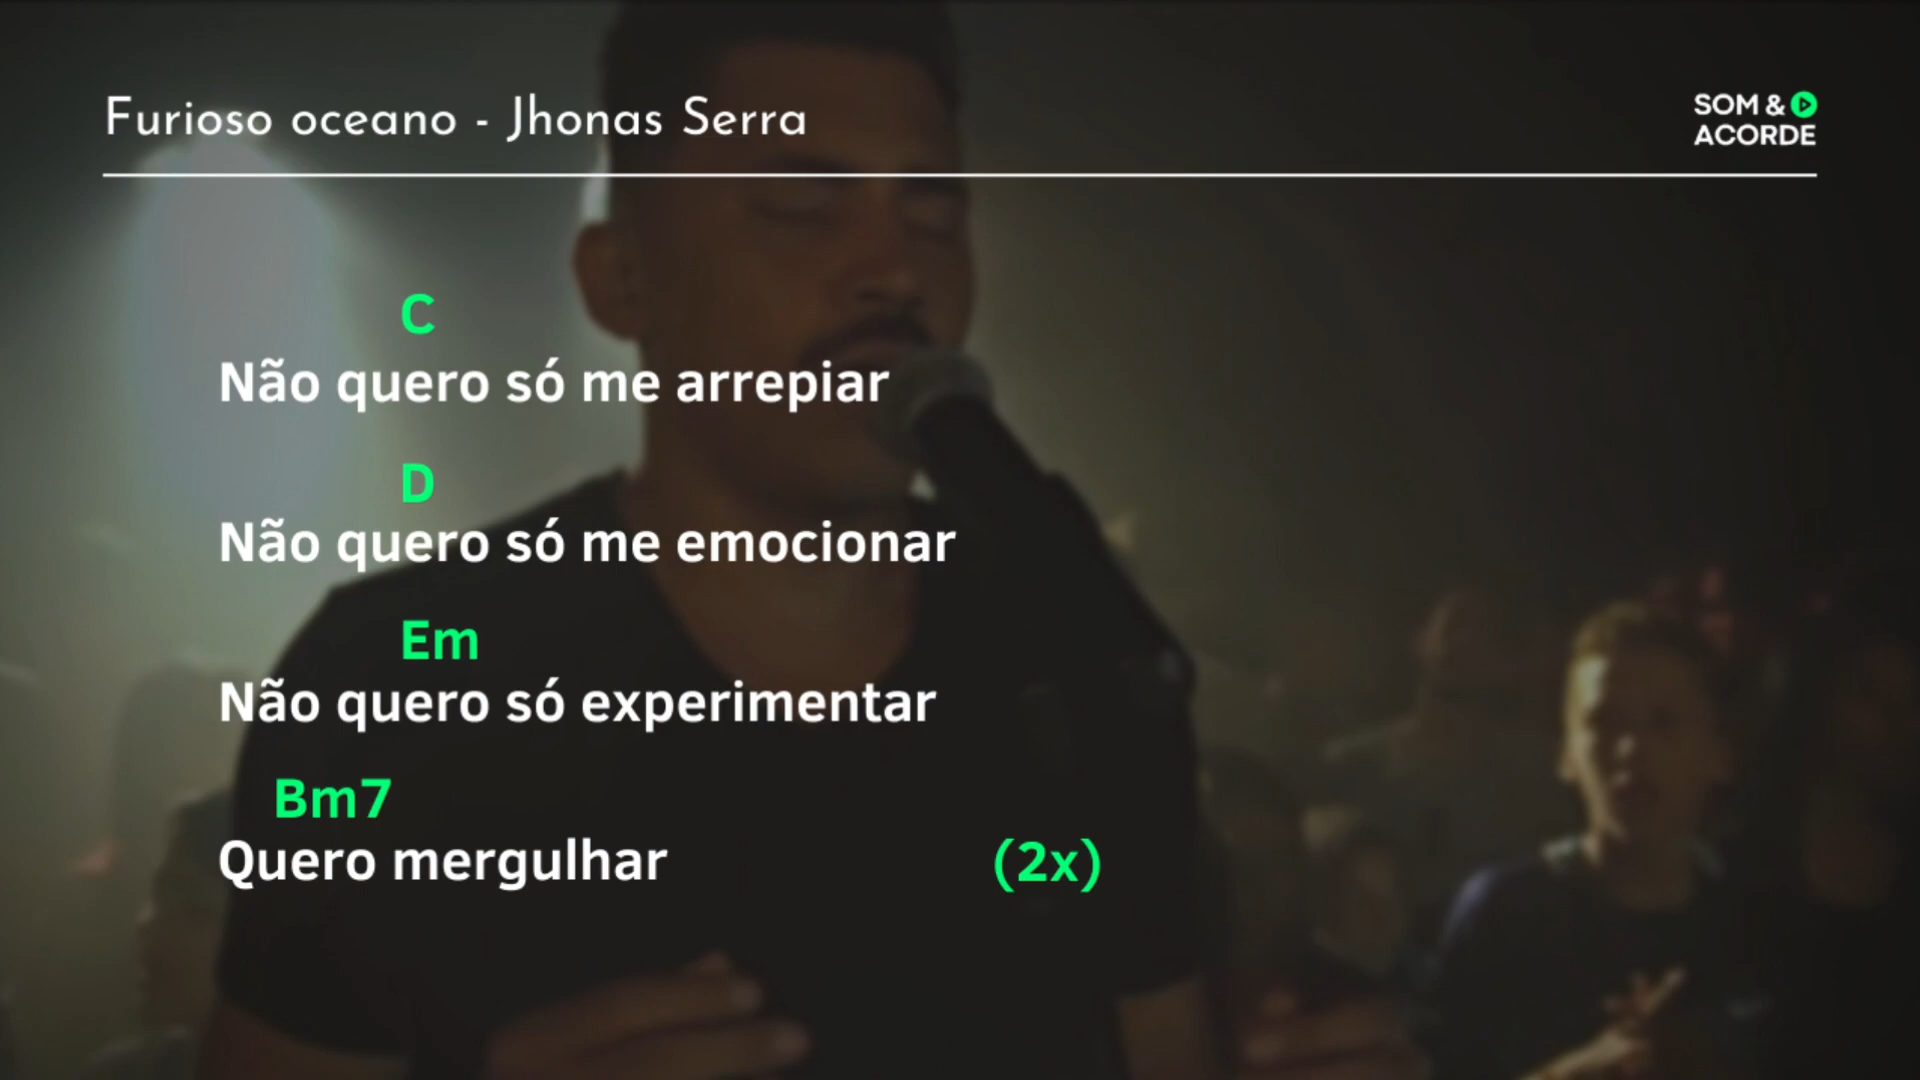 Furioso oceano - Jhonas Serra
SOM &
ACORDE
C
Não quero só me arrepiar
D
Não quero só me emocionar
Em
Não quero só experimentar
Bm7
Quero mergulhar (2x)